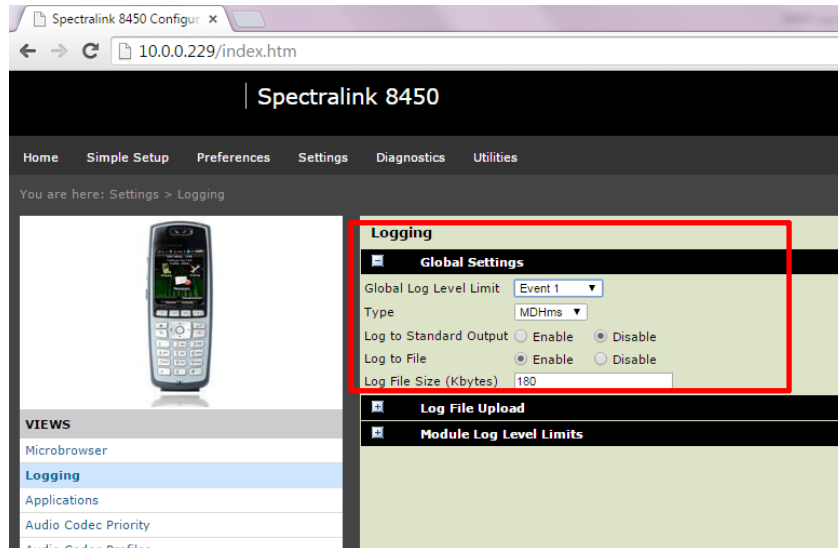 Spectralink 8450 Configur ×
10.0.0.229/index.htm
Spectralink 8450
Home Simple Setup Preferences Settings Diagnostics Utilities
You are here: Settings > Logging
Logging
Global Settings
Global Log Level Limit Event 1
Type MDHms
Log to Standard Output Enable Disable
Log to File Enable Disable
Log File Size (Kbytes) 180
Log File Upload
Module Log Level Limits
VIEWS
Microbrowser
Logging
Applications
Audio Codec Priority
Audio Codec Profiles